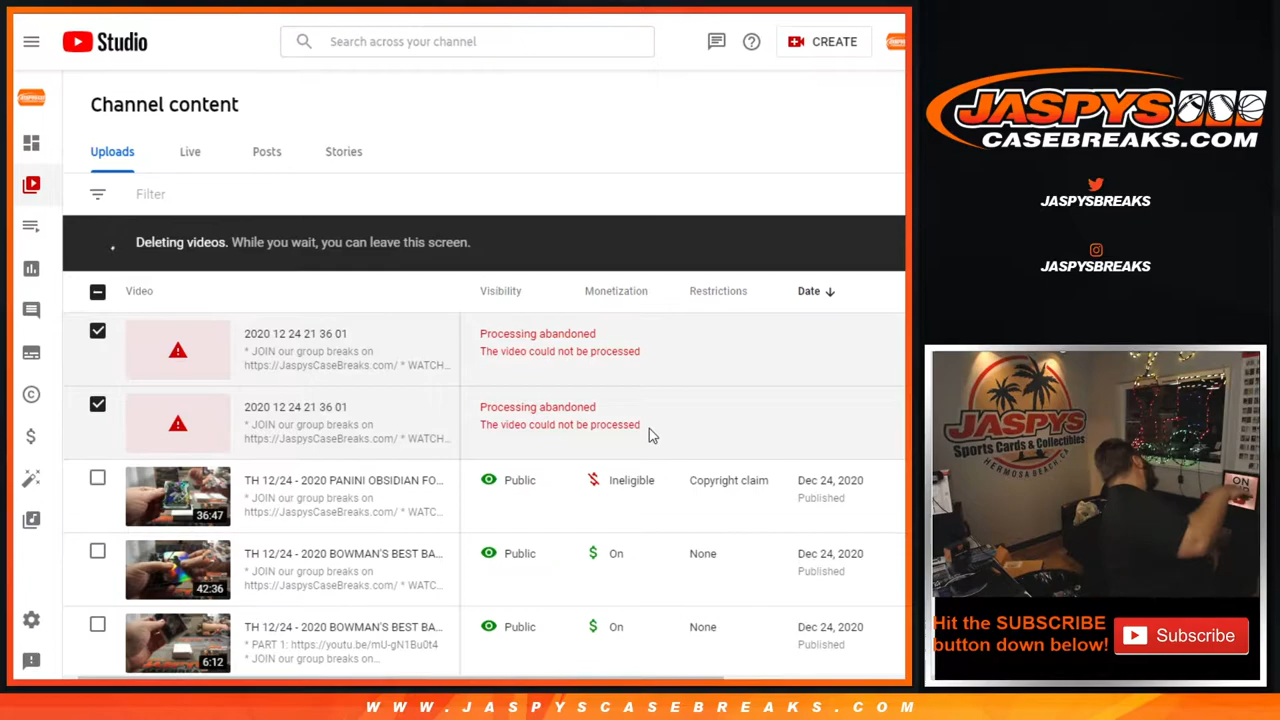 Studio
Search across your channel
CREATE
Channel content
Uploads
Live
Posts
Stories
Filter
Deleting videos. While you wait, you can leave this screen.
Video
Visibility
Monetization
Restrictions
Date
2020 12 24 21 36 01
* JOIN our group breaks on
https://JaspysCaseBreaks.com/ * WATCH...
Processing abandoned
The video could not be processed
2020 12 24 21 36 01
* JOIN our group breaks on
https://JaspysCaseBreaks.com/ * WATCH...
Processing abandoned
The video could not be processed
36:47
TH 12/24 - 2020 PANINI OBSIDIAN FO...
* JOIN our group breaks on
https://JaspysCaseBreaks.com/ * WATC...
Public
Ineligible
Copyright claim
Dec 24, 2020
Published
42:36
TH 12/24 - 2020 BOWMAN'S BEST BA...
* JOIN our group breaks on
https://JaspysCaseBreaks.com/ * WATC...
Public
On
None
Dec 24, 2020
Published
6:12
TH 12/24 - 2020 BOWMAN'S BEST BA...
* PART 1: https://youtu.be/mU-gN1Bu0t4
* JOIN our group breaks on...
Public
On
None
Dec 24, 2020
Published
JASPYS
CASEBREAKS.COM
JASPYSBREAKS
JASPYSBREAKS
JASPYS
Sports Cards & Collectibles
HERMOSA BEACH, CA
ON
Hit the SUBSCRIBE
button down below!
Subscribe
WWW.JASPYSCASEBREAKS.COM